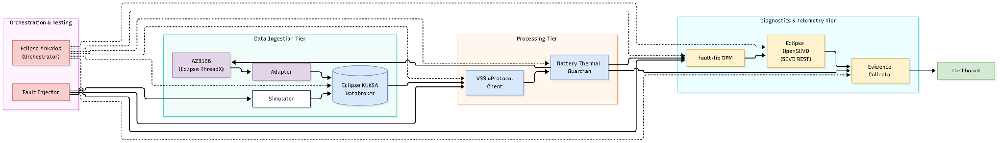 Orchestration & Testing
Eclipse Ankaios
(Orchestrator)
Fault Injector
Data Ingestion Tier
AZ3166
(Eclipse ThreadX)
Adapter
Simulator
Eclipse KUKSA
Databroker
Processing Tier
VSS uProtocol
Client
Battery Thermal
Guardian
Diagnostics & Telemetry Tier
fault-lib DFM
Eclipse
OpenSOVD
(SOVD REST)
Evidence
Collector
Dashboard